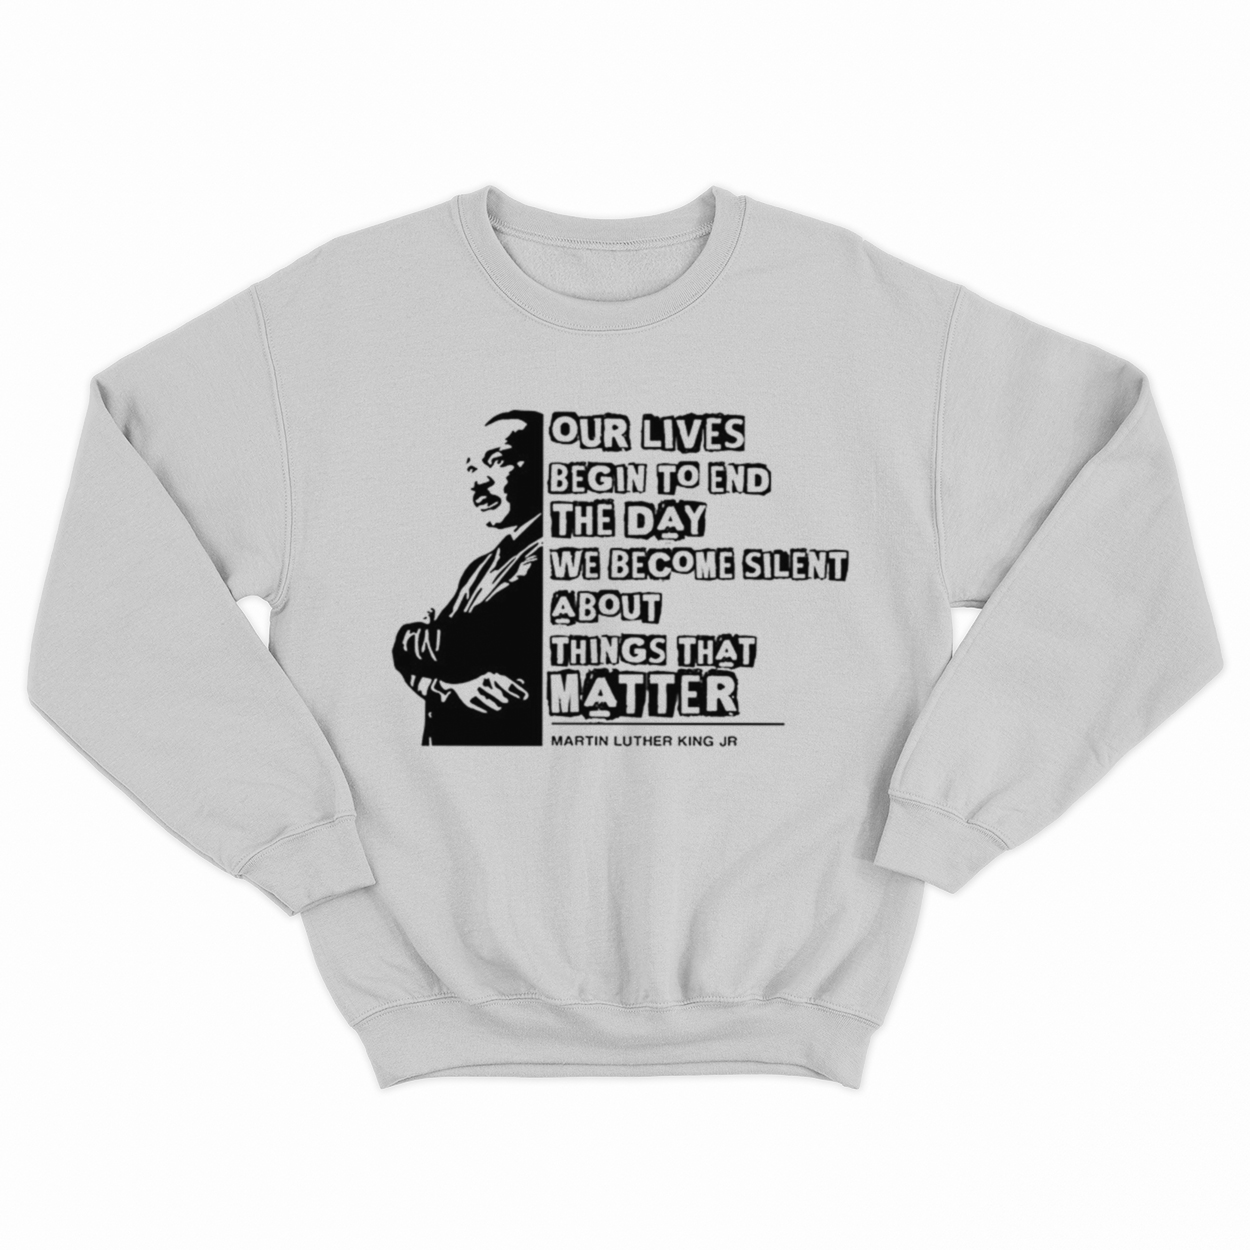 OUR LIVES
BEGIN TO END
THE DAY
WE BECOME SILENT
ABOUT
THINGS THAT
MATTER
MARTIN LUTHER KING JR